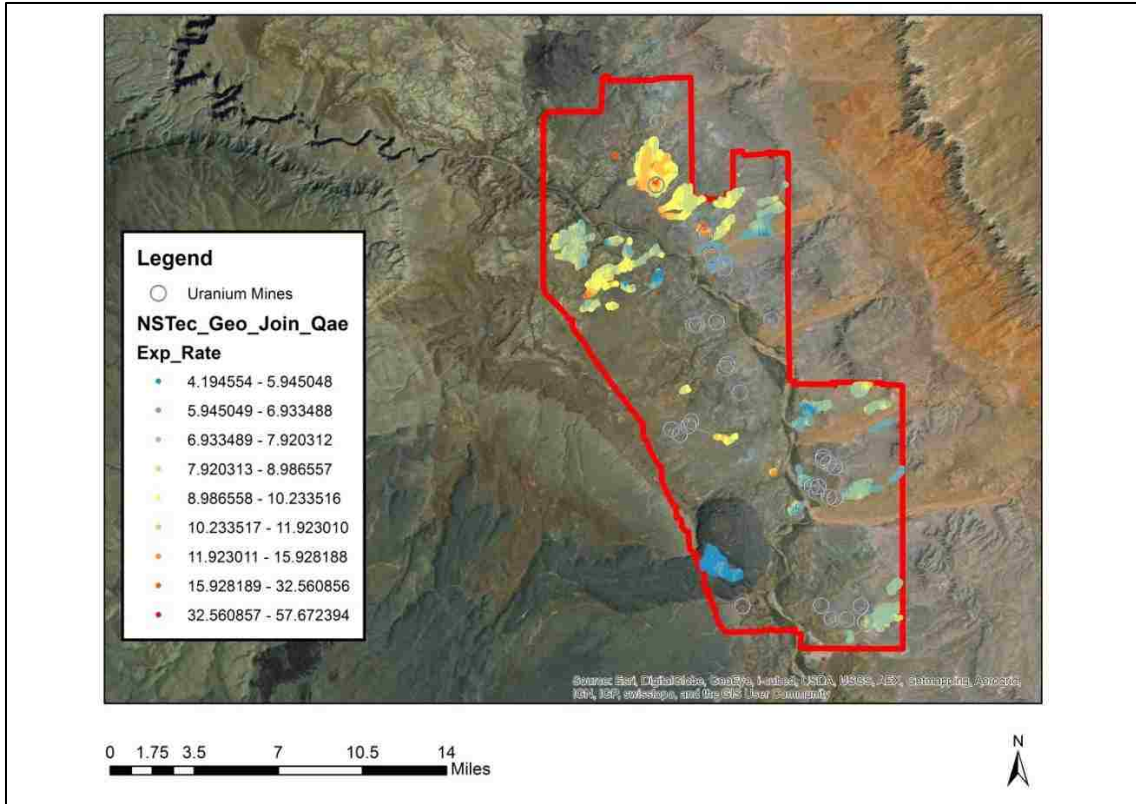 Legend
Uranium Mines
NSTec_Geo_Join_Qae
Exp_Rate
4.194554 - 5.945048
5.945049 - 6.933488
6.933489 - 7.920312
7.920313 - 8.986557
8.986558 - 10.233516
10.233517 - 11.923010
11.923011 - 15.928188
15.928189 - 32.560856
32.560857 - 57.672394
Source: Esri, DigitalGlobe, GeoEye, i-cubed, USDA, USGS, AEX, Getmapping, Aerogrid,
IGN, IGP, swisstopo, and the GIS User Community
0 1.75 3.5 7 10.5 14
Miles
N